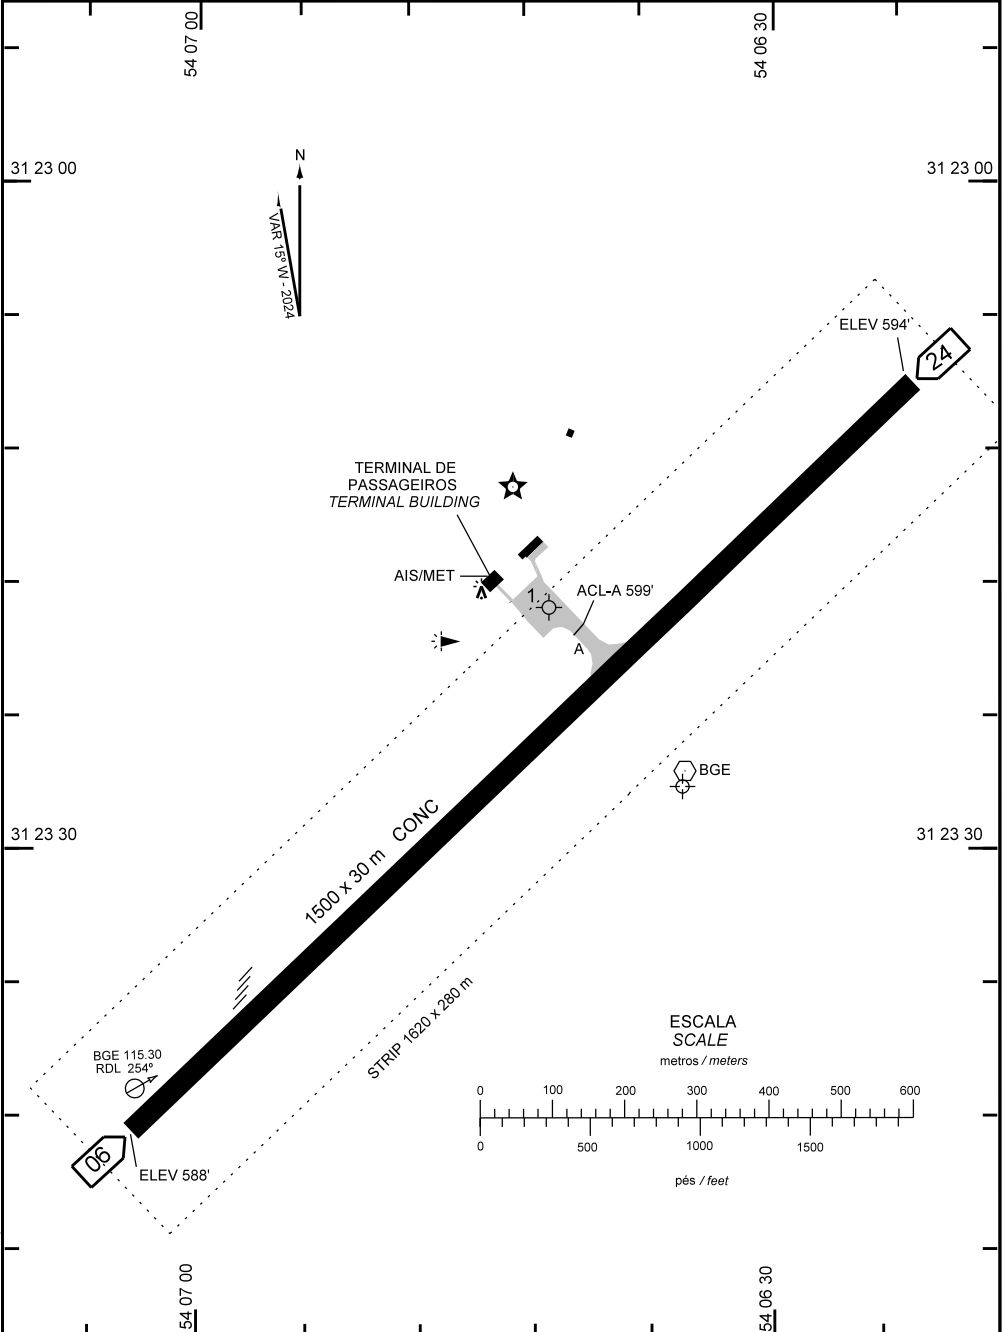 54 07 00
54 06 30
31 23 00
31 23 00
N
VAR 15º W - 2024
ELEV 594'
24
TERMINAL DE
PASSAGEIROS
TERMINAL BUILDING
AIS/MET
1
ACL-A 599'
A
BGE
31 23 30
31 23 30
1500 x 30 m CONC
STRIP 1620 x 280 m
BGE 115.30
RDL 254º
06
ELEV 588'
ESCALA
SCALE
metros / meters
0 100 200 300 400 500 600
0 500 1000 1500
pés / feet
54 07 00
54 06 30